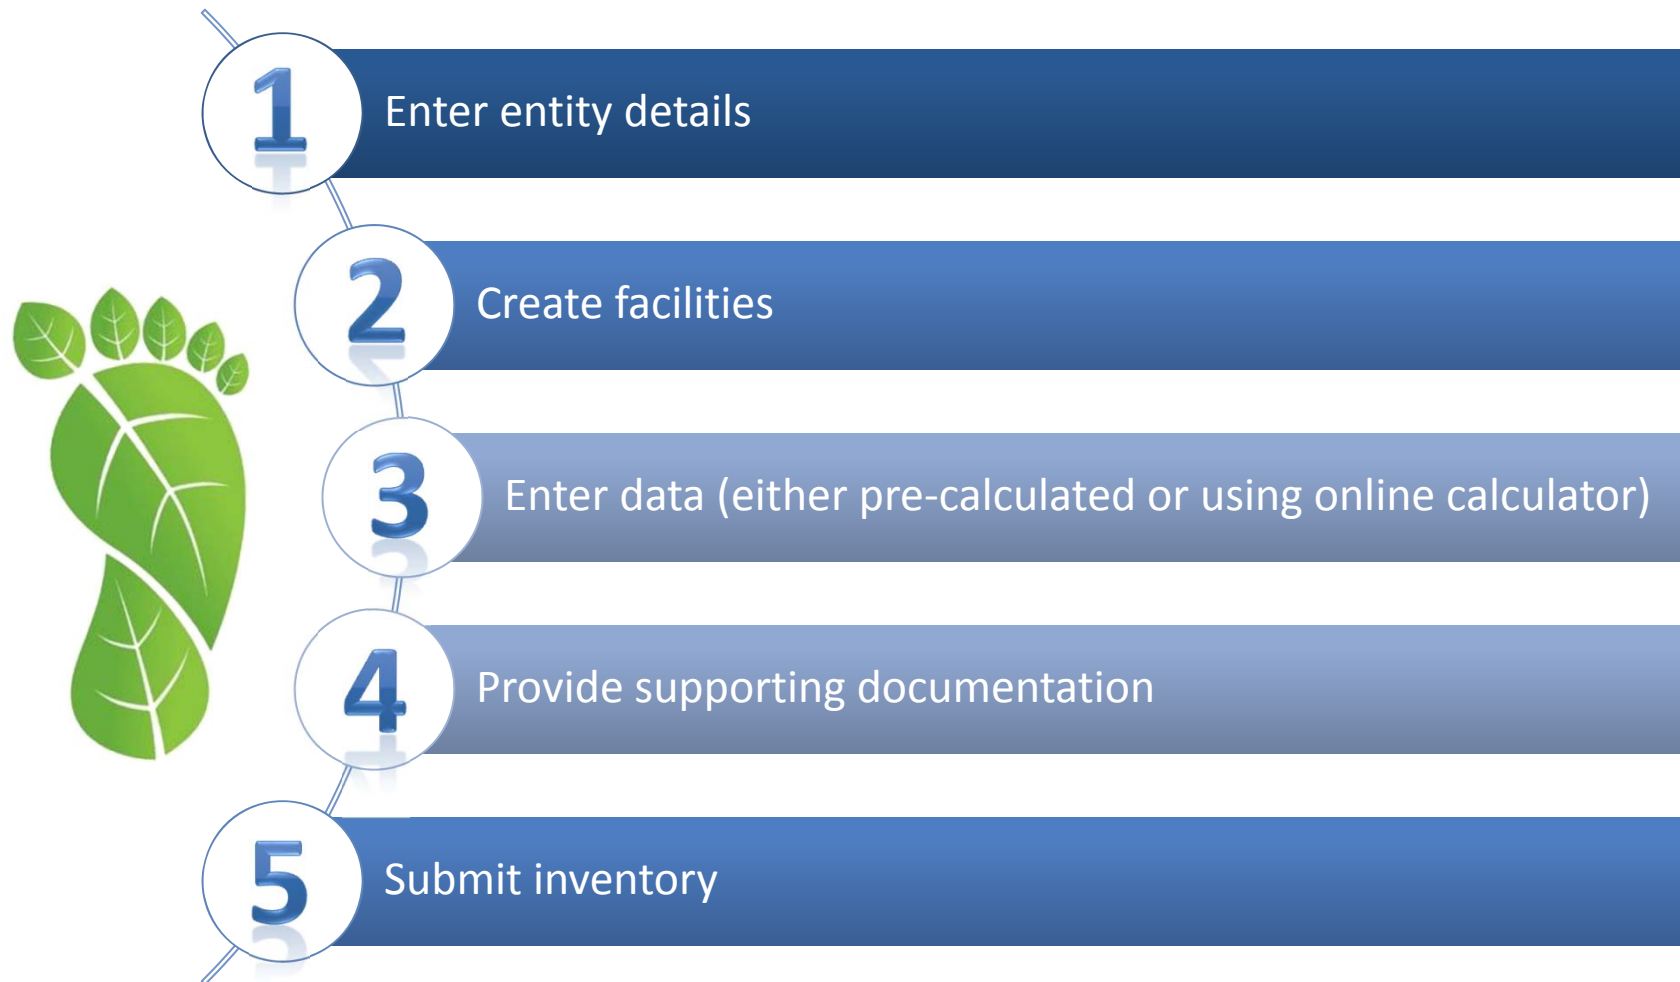 1
Enter entity details
2
Create facilities
3
Enter data (either pre-calculated or using online calculator)
4
Provide supporting documentation
5
Submit inventory